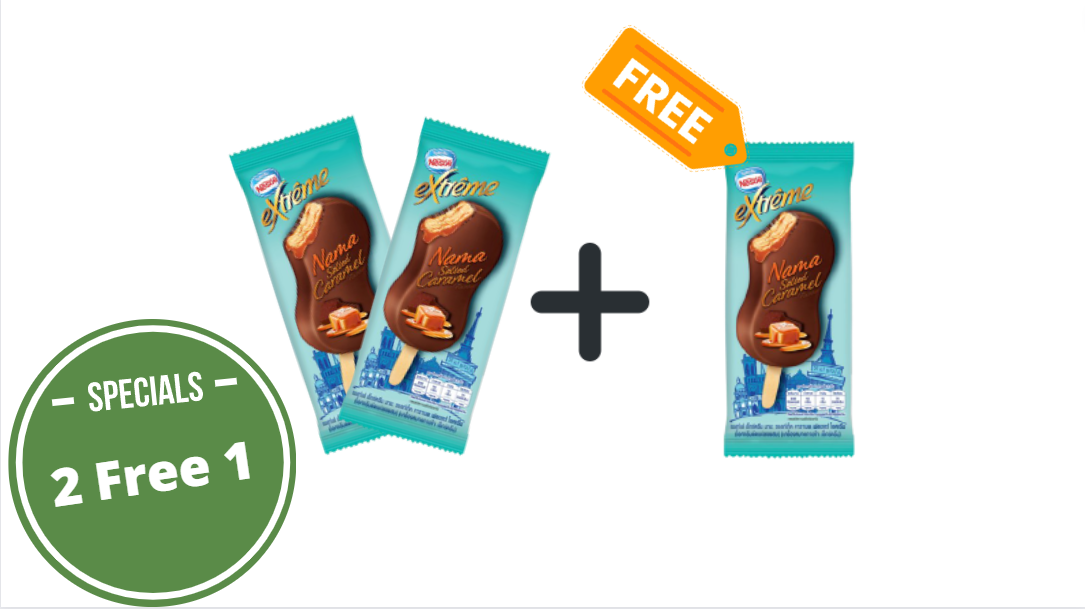 FREE
Nestlé
eXtrême
Nama
Salted
Caramel
Nestlé
eXtrême
Nama
Salted
Caramel
Nestlé
eXtrême
Nama
Salted
Caramel
– SPECIALS –
2 Free 1